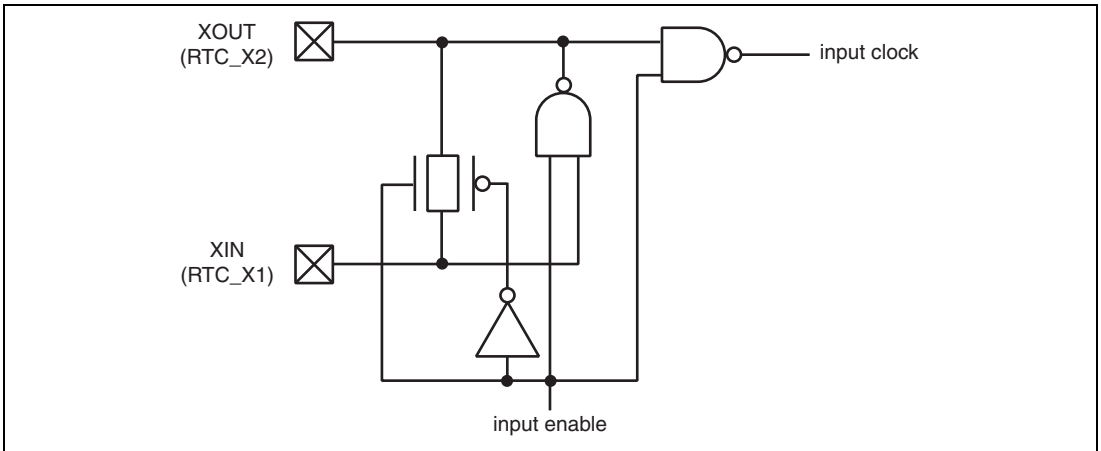 XOUT
(RTC_X2)
input clock
XIN
(RTC_X1)
input enable